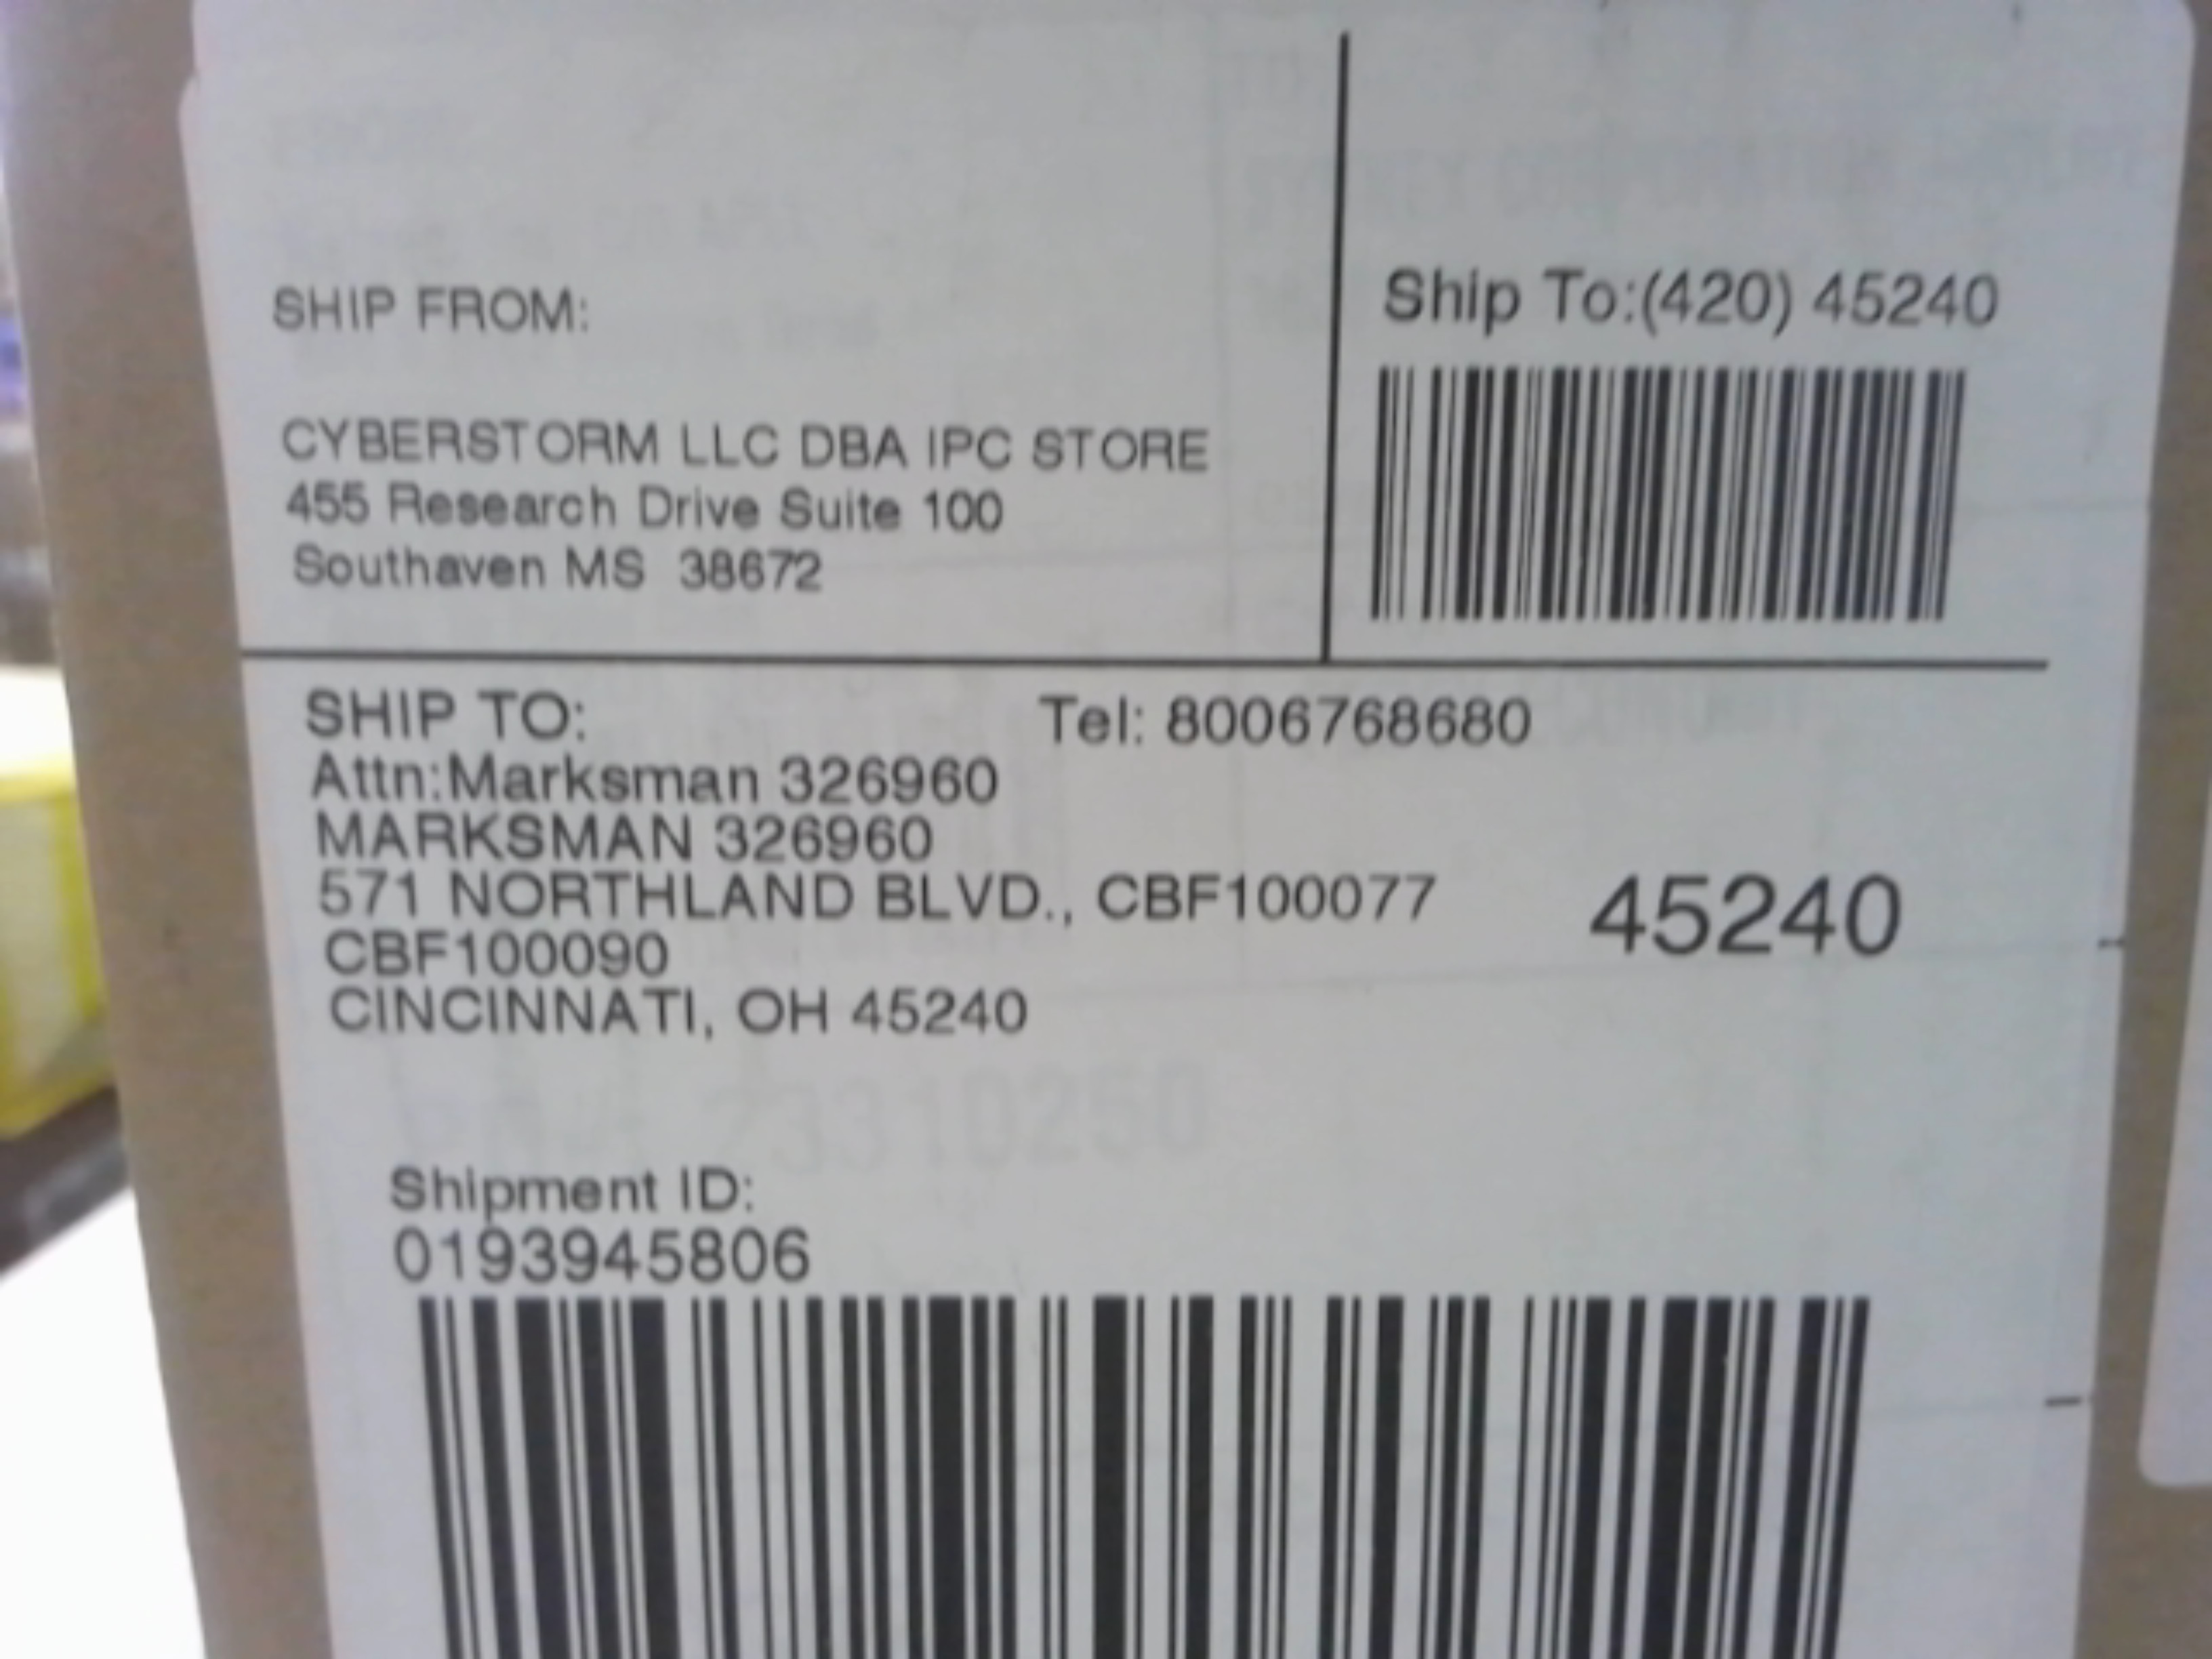 SHIP FROM:
CYBERSTORM LLC DBA IPC STORE
455 Research Drive Suite 100
Southaven MS 38672
Ship To:(420) 45240
SHIP TO:
Tel: 8006768680
Attn:Marksman 326960
MARKSMAN 326960
571 NORTHLAND BLVD., CBF100077
CBF100090
CINCINNATI, OH 45240
45240
Shipment ID:
0193945806